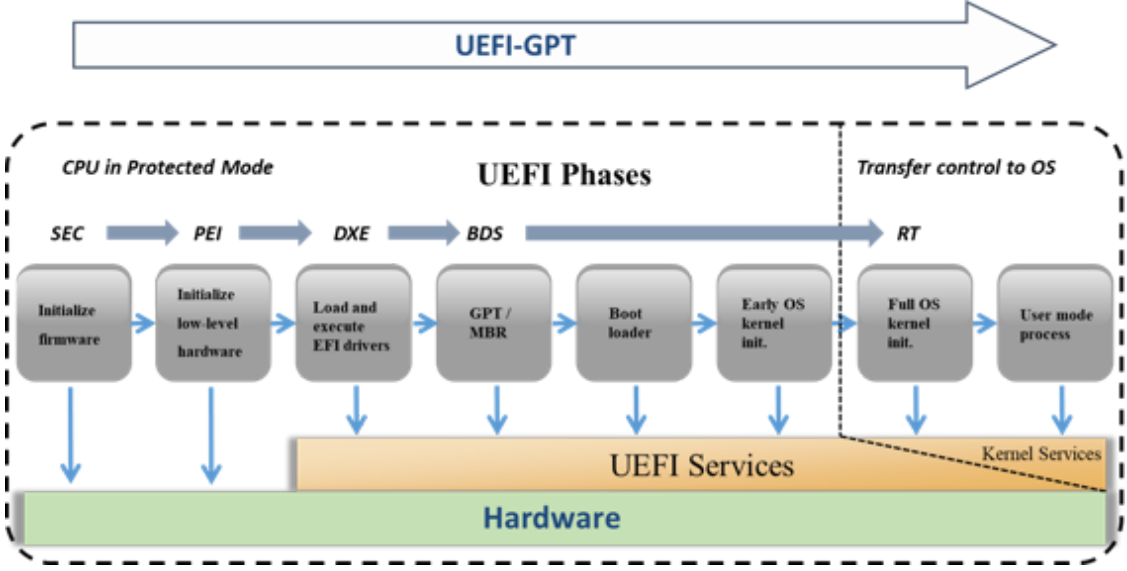 UEFI-GPT
CPU in Protected Mode
UEFI Phases
Transfer control to OS
SEC
PEI
DXE
BDS
RT
Initialize
firmware
Initialize
low-level
hardware
Load and
execute
EFI drivers
GPT /
MBR
Boot
loader
Early OS
kernel
init.
Full OS
kernel
init.
User mode
process
UEFI Services
Kernel Services
Hardware